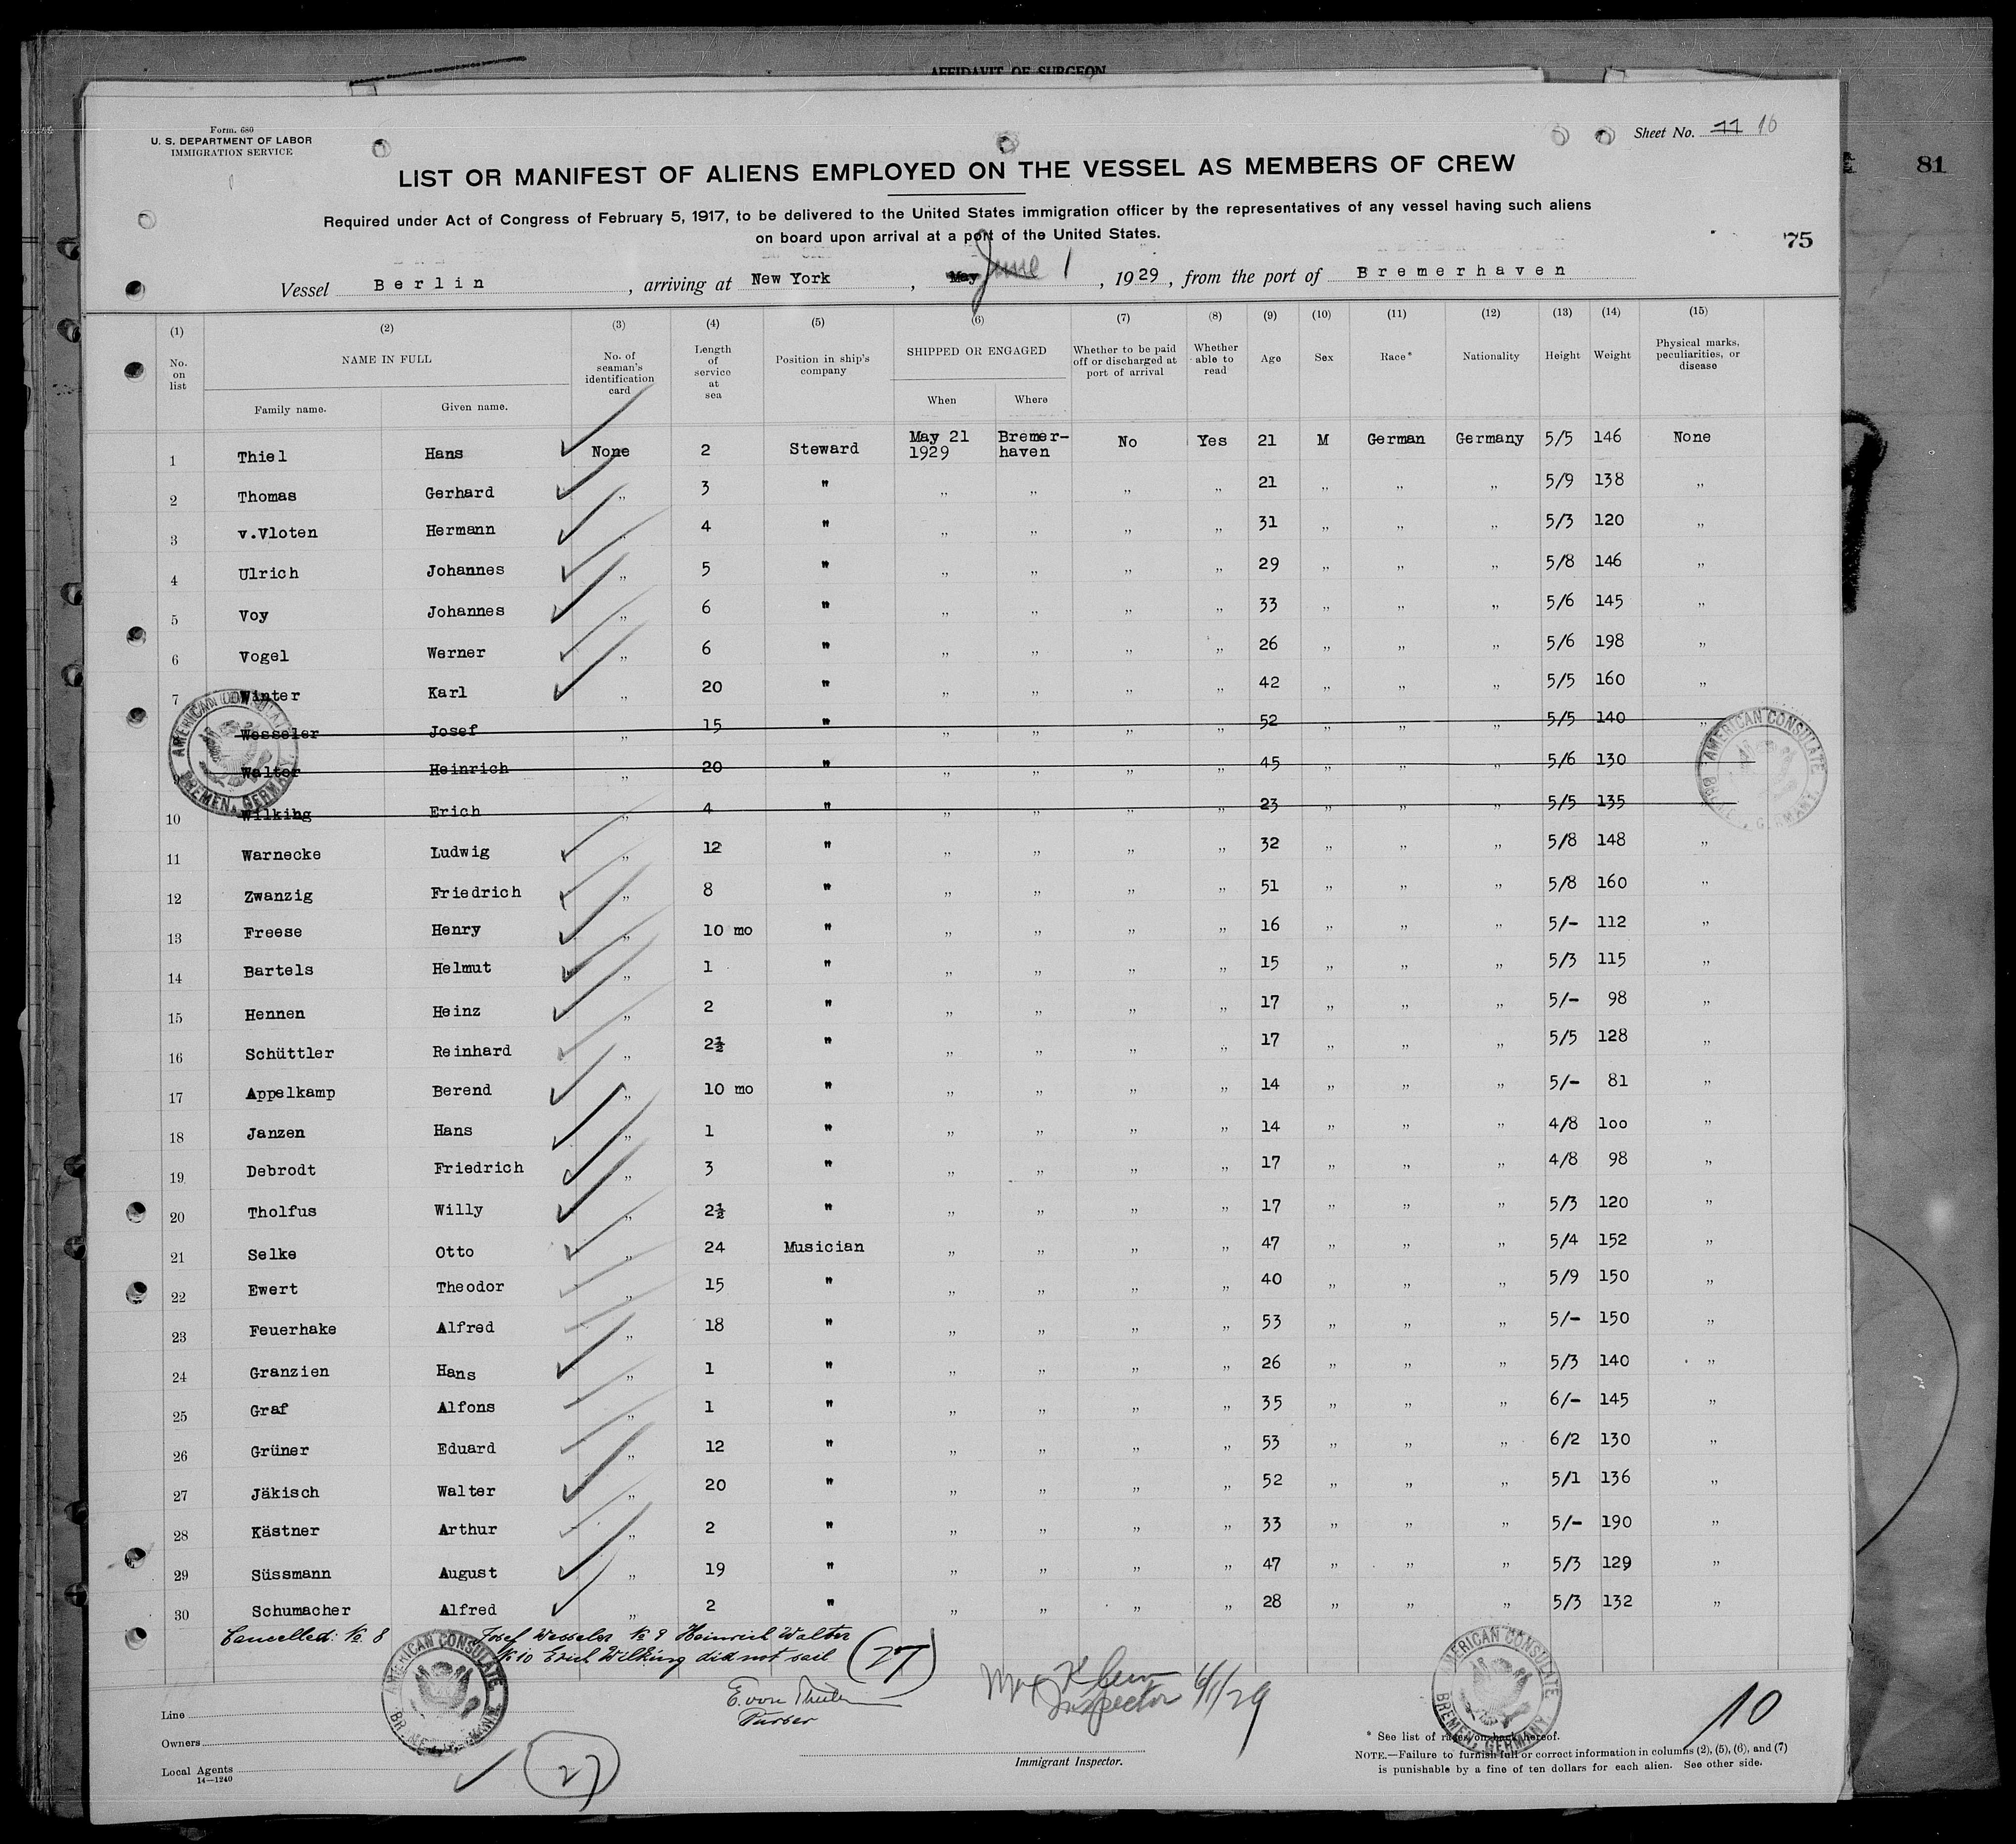 AFFIDAVIT OF SURGEON
Form. 680
U. S. DEPARTMENT OF LABOR
IMMIGRATION SERVICE
Sheet No. 11 10
81
LIST OR MANIFEST OF ALIENS EMPLOYED ON THE VESSEL AS MEMBERS OF CREW
Required under Act of Congress of February 5, 1917, to be delivered to the United States immigration officer by the representatives of any vessel having such aliens
on board upon arrival at a port of the United States.
75
Vessel Berlin, arriving at New York, May June 1, 1929, from the port of Bremerhaven
(1) (2) (3) (4) (5) (6) (7) (8) (9) (10) (11) (12) (13) (14) (15)
No. on list NAME IN FULL No. of seaman's identification card Length of service at sea Position in ship's company SHIPPED OR ENGAGED Whether to be paid off or discharged at port of arrival Whether able to read Age Sex Race* Nationality Height Weight Physical marks, peculiarities, or disease
Family name. Given name. When Where
1 Thiel Hans None 2 Steward May 21 1929 Bremer-haven No Yes 21 M German Germany 5/5 146 None
2 Thomas Gerhard „ 3 " „ „ „ „ 21 „ „ „ 5/9 138 „
3 v.Vloten Hermann „ 4 " „ „ „ „ 31 „ „ „ 5/3 120 „
4 Ulrich Johannes „ 5 " „ „ „ „ 29 „ „ „ 5/8 146 „
5 Voy Johannes „ 6 " „ „ „ „ 33 „ „ „ 5/6 145 „
6 Vogel Werner „ 6 " „ „ „ „ 26 „ „ „ 5/6 198 „
7 Winter Karl „ 20 " „ „ „ „ 42 „ „ „ 5/5 160 „
Wesseler Josef „ 15 " „ „ „ „ 52 „ „ „ 5/5 140 „
9 Walter Heinrich „ 20 " „ „ „ „ 45 „ „ „ 5/6 130 „
10 Wilking Erich „ 4 " „ „ „ „ 23 „ „ „ 5/5 135
11 Warnecke Ludwig „ 12 " „ „ „ „ 32 „ „ „ 5/8 148 „
12 Zwanzig Friedrich „ 8 " „ „ „ „ 51 „ „ „ 5/8 160 „
13 Freese Henry „ 10 mo " „ „ „ „ 16 „ „ „ 5/- 112 „
14 Bartels Helmut „ 1 " „ „ „ „ 15 „ „ „ 5/3 115 „
15 Hennen Heinz „ 2 " „ „ „ „ 17 „ „ „ 5/- 98 „
16 Schüttler Reinhard „ 2½ " „ „ „ „ 17 „ „ „ 5/5 128 „
17 Appelkamp Berend „ 10 mo " „ „ „ „ 14 „ „ „ 5/- 81 „
18 Janzen Hans „ 1 " „ „ „ „ 14 „ „ „ 4/8 100 „
19 Debrodt Friedrich „ 3 " „ „ „ „ 17 „ „ „ 4/8 98 „
20 Tholfus Willy „ 2½ " „ „ „ „ 17 „ „ „ 5/3 120 „
21 Selke Otto „ 24 Musician „ „ „ „ 47 „ „ „ 5/4 152 „
22 Ewert Theodor „ 15 " „ „ „ „ 40 „ „ „ 5/9 150 „
23 Feuerhake Alfred „ 18 " „ „ „ „ 53 „ „ „ 5/- 150 „
24 Granzien Hans „ 1 " „ „ „ „ 26 „ „ „ 5/3 140 „
25 Graf Alfons „ 1 " „ „ „ „ 35 „ „ „ 6/- 145 „
26 Grüner Eduard „ 12 " „ „ „ „ 53 „ „ „ 6/2 130 „
27 Jäkisch Walter „ 20 " „ „ „ „ 52 „ „ „ 5/1 136 „
28 Kästner Arthur „ 2 " „ „ „ „ 33 „ „ „ 5/- 190 „
29 Süssmann August „ 19 " „ „ „ „ 47 „ „ „ 5/3 129 „
30 Schumacher Alfred „ 2 " „ „ „ „ 28 „ „ „ 5/3 132 „
AMERICAN CONSULATE BREMEN, GERMANY.
AMERICAN CONSULATE BREMEN, GERMANY.
Cancelled: № 8 Josef Wesseler № 9 Heinrich Walter
№ 10 Erich Wilking did not sail (27)
AMERICAN CONSULATE BREMEN, GERMANY.
AMERICAN CONSULATE BREMEN, GERMANY.
E. von
Purser
Inspector 6/1/29
10
Line
Owners
Local Agents
14—1240
27
Immigrant Inspector.
* See list of races on back hereof.
NOTE.—Failure to furnish full or correct information in columns (2), (5), (6), and (7)
is punishable by a fine of ten dollars for each alien. See other side.